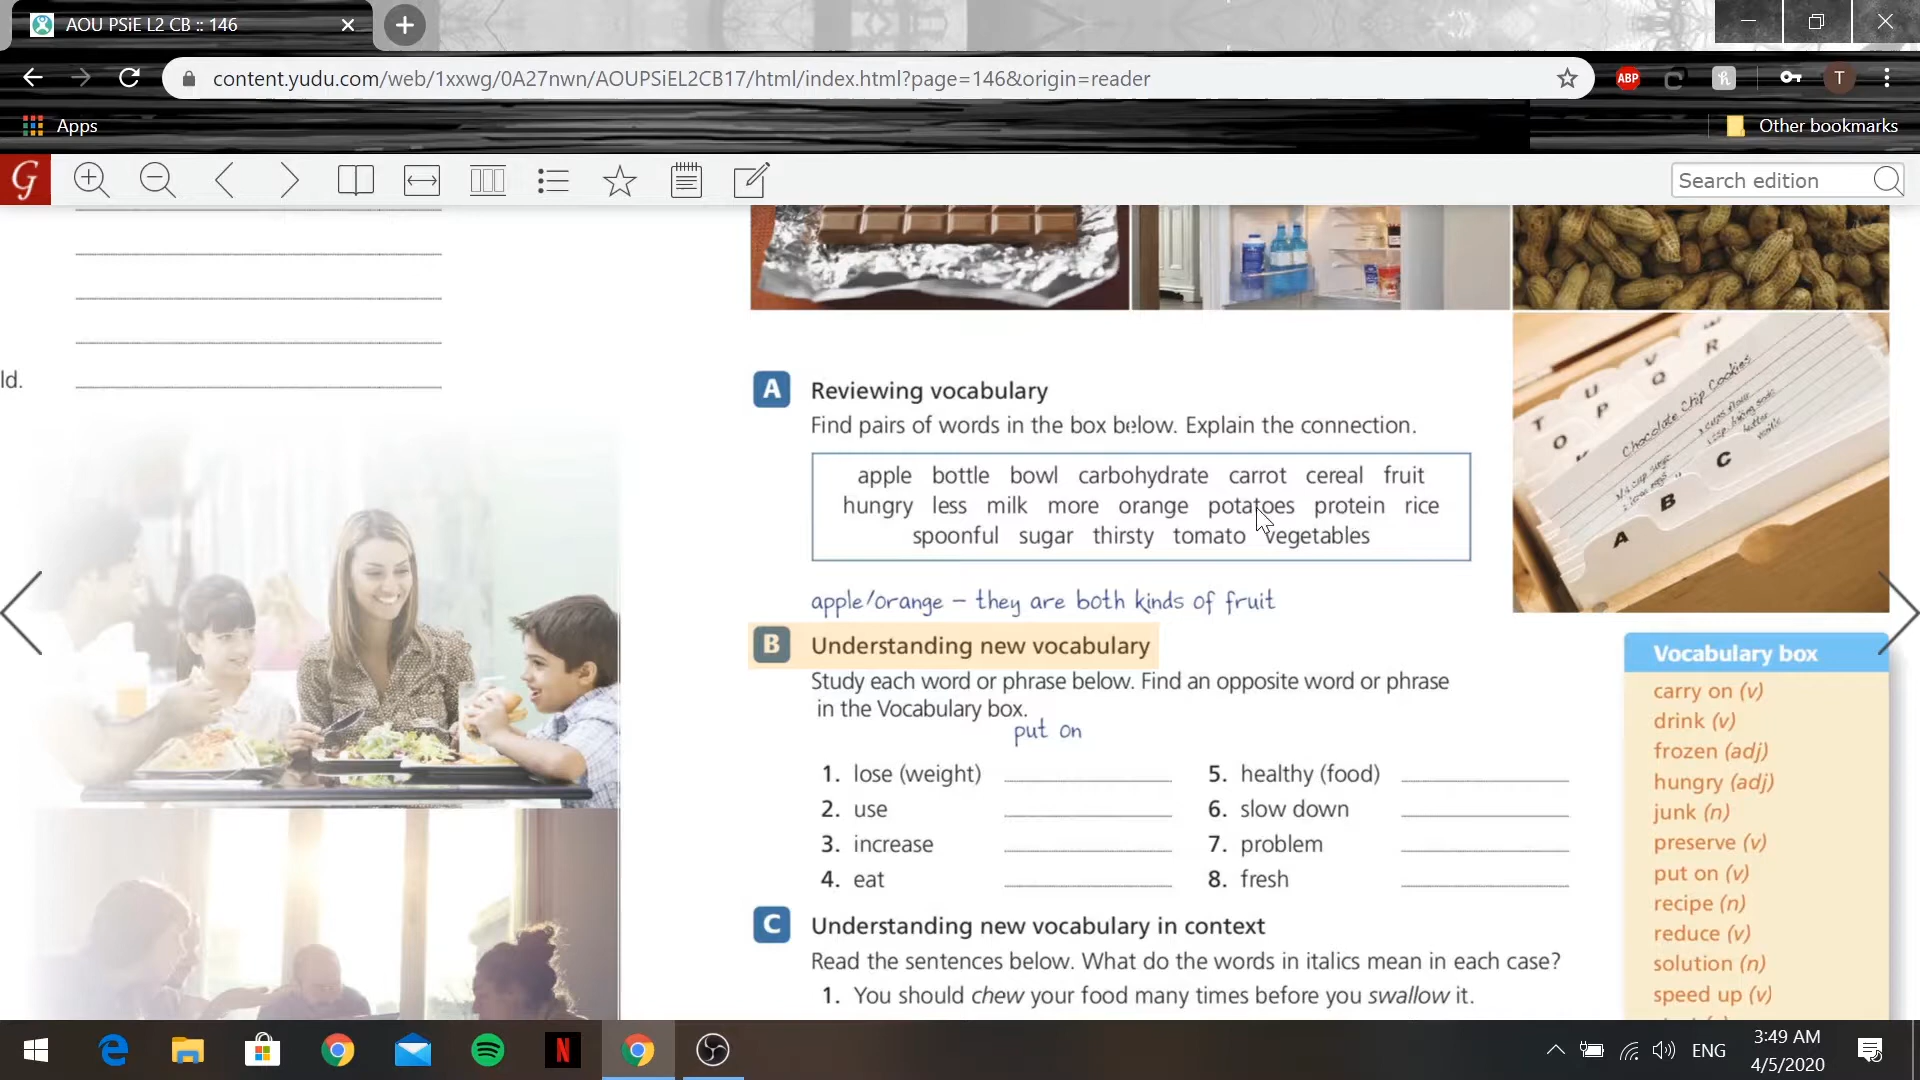 AOU PSiE L2 CB :: 146
content.yudu.com/web/1xxwg/0A27nwn/AOUPSiEL2CB17/html/index.html?page=146&origin=reader
ABP
T
Apps
Other bookmarks
G
Search edition
ld.
A Reviewing vocabulary
Find pairs of words in the box below. Explain the connection.
apple bottle bowl carbohydrate carrot cereal fruit
hungry less milk more orange potatoes protein rice
spoonful sugar thirsty tomato vegetables
apple/orange – they are both kinds of fruit
T U V R
O P Q
Chocolate Chip Cookies
A B C
B Understanding new vocabulary
Study each word or phrase below. Find an opposite word or phrase
in the Vocabulary box.
put on
1. lose (weight)
2. use
3. increase
4. eat
5. healthy (food)
6. slow down
7. problem
8. fresh
C Understanding new vocabulary in context
Read the sentences below. What do the words in italics mean in each case?
1. You should chew your food many times before you swallow it.
Vocabulary box
carry on (v)
drink (v)
frozen (adj)
hungry (adj)
junk (n)
preserve (v)
put on (v)
recipe (n)
reduce (v)
solution (n)
speed up (v)
N
ENG
3:49 AM
4/5/2020